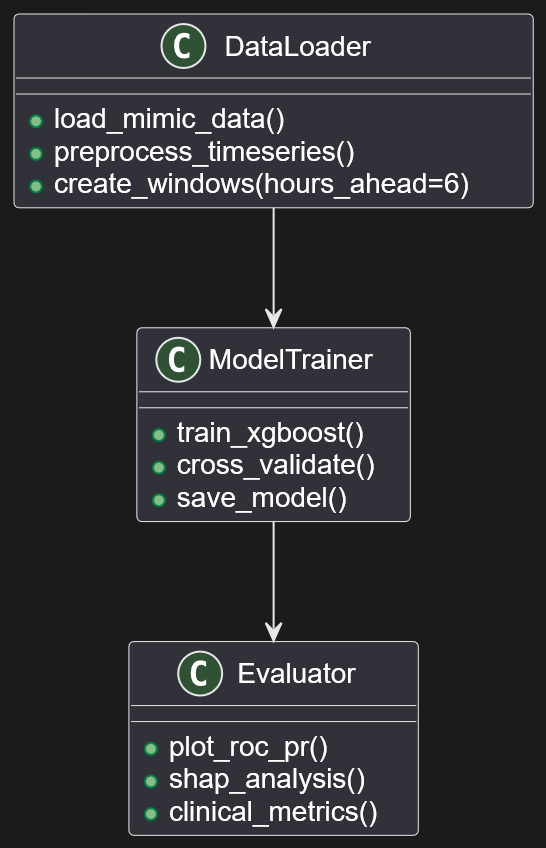 C DataLoader
load_mimic_data()
preprocess_timeseries()
create_windows(hours_ahead=6)
C ModelTrainer
train_xgboost()
cross_validate()
save_model()
C Evaluator
plot_roc_pr()
shap_analysis()
clinical_metrics()